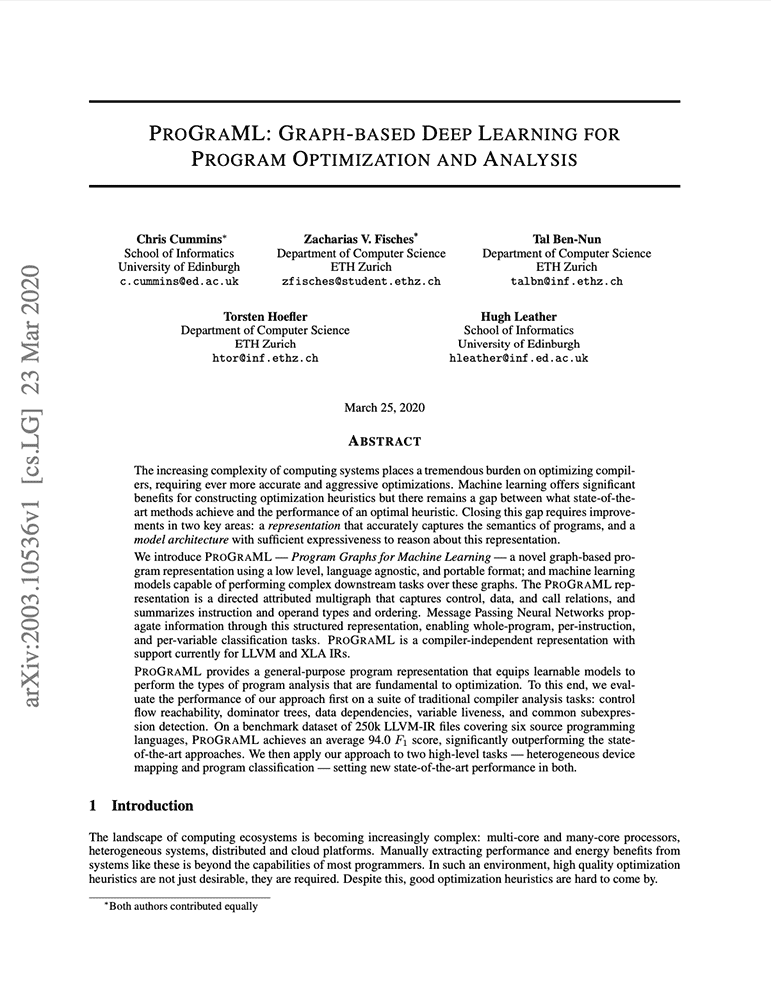 PROGRAML: GRAPH-BASED DEEP LEARNING FOR
PROGRAM OPTIMIZATION AND ANALYSIS
Chris Cummins*
School of Informatics
University of Edinburgh
c.cummins@ed.ac.uk
Zacharias V. Fisches*
Department of Computer Science
ETH Zurich
zfisches@student.ethz.ch
Tal Ben-Nun
Department of Computer Science
ETH Zurich
talbn@inf.ethz.ch
Torsten Hoefler
Department of Computer Science
ETH Zurich
htor@inf.ethz.ch
Hugh Leather
School of Informatics
University of Edinburgh
hleather@inf.ed.ac.uk
arXiv:2003.10536v1 [cs.LG] 23 Mar 2020
March 25, 2020
ABSTRACT
The increasing complexity of computing systems places a tremendous burden on optimizing compil-
ers, requiring ever more accurate and aggressive optimizations. Machine learning offers significant
benefits for constructing optimization heuristics but there remains a gap between what state-of-the-
art methods achieve and the performance of an optimal heuristic. Closing this gap requires improve-
ments in two key areas: a representation that accurately captures the semantics of programs, and a
model architecture with sufficient expressiveness to reason about this representation.
We introduce PROGRAML — Program Graphs for Machine Learning — a novel graph-based pro-
gram representation using a low level, language agnostic, and portable format; and machine learning
models capable of performing complex downstream tasks over these graphs. The PROGRAML rep-
resentation is a directed attributed multigraph that captures control, data, and call relations, and
summarizes instruction and operand types and ordering. Message Passing Neural Networks prop-
agate information through this structured representation, enabling whole-program, per-instruction,
and per-variable classification tasks. PROGRAML is a compiler-independent representation with
support currently for LLVM and XLA IRs.
PROGRAML provides a general-purpose program representation that equips learnable models to
perform the types of program analysis that are fundamental to optimization. To this end, we eval-
uate the performance of our approach first on a suite of traditional compiler analysis tasks: control
flow reachability, dominator trees, data dependencies, variable liveness, and common subexpres-
sion detection. On a benchmark dataset of 250k LLVM-IR files covering six source programming
languages, PROGRAML achieves an average 94.0 F1 score, significantly outperforming the state-
of-the-art approaches. We then apply our approach to two high-level tasks — heterogeneous device
mapping and program classification — setting new state-of-the-art performance in both.
1 Introduction
The landscape of computing ecosystems is becoming increasingly complex: multi-core and many-core processors,
heterogeneous systems, distributed and cloud platforms. Manually extracting performance and energy benefits from
systems like these is beyond the capabilities of most programmers. In such an environment, high quality optimization
heuristics are not just desirable, they are required. Despite this, good optimization heuristics are hard to come by.
*Both authors contributed equally